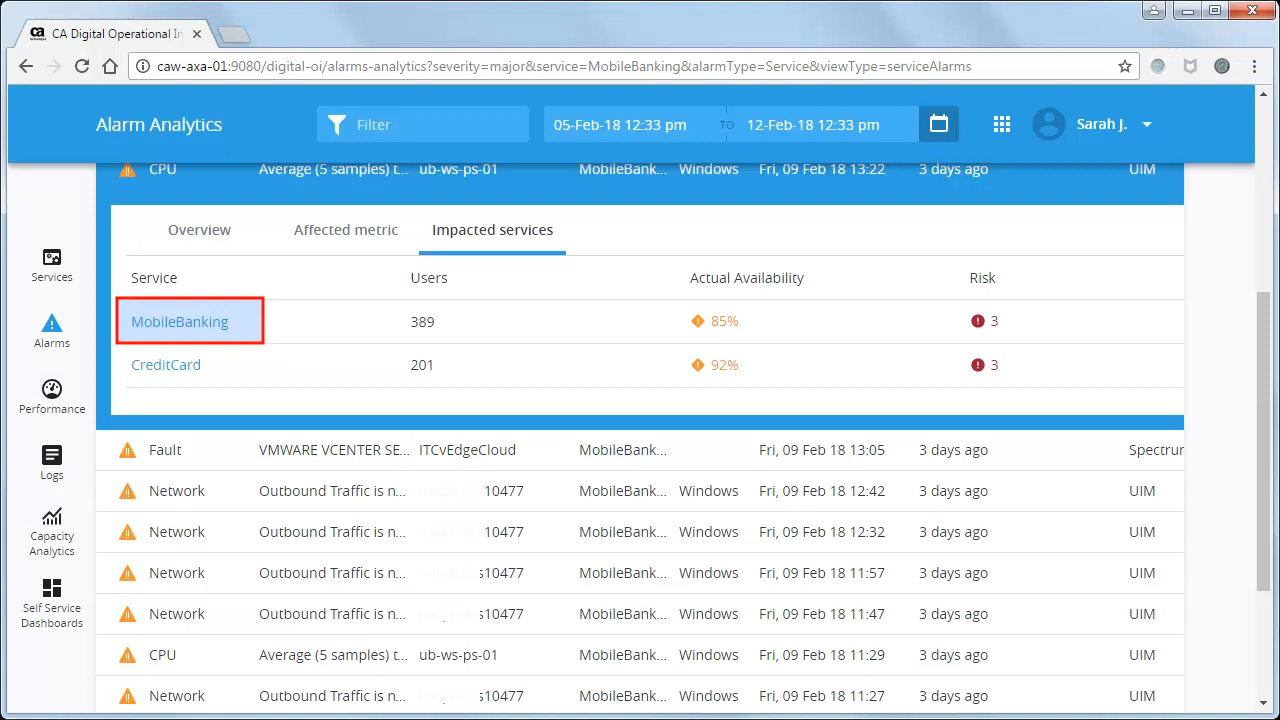 ca CA Digital Operational In
caw-axa-01:9080/digital-oi/alarms-analytics?severity=major&service=MobileBanking&alarmType=Service&viewType=serviceAlarms
Alarm Analytics Filter 05-Feb-18 12:33 pm TO 12-Feb-18 12:33 pm Sarah J.
CPU Average (5 samples) t... ub-ws-ps-01 MobileBank... Windows Fri, 09 Feb 18 13:22 3 days ago UIM
Overview Affected metric Impacted services
Service Users Actual Availability Risk
MobileBanking 389 85% 3
CreditCard 201 92% 3
Services
Alarms
Performance
Logs
Capacity
Analytics
Self Service
Dashboards
Fault VMWARE VCENTER SE... ITCvEdgeCloud MobileBank... Fri, 09 Feb 18 13:05 3 days ago Spectrum
Network Outbound Traffic is n... 10477 MobileBank... Windows Fri, 09 Feb 18 12:42 3 days ago UIM
Network Outbound Traffic is n... 10477 MobileBank... Windows Fri, 09 Feb 18 12:32 3 days ago UIM
Network Outbound Traffic is n... s10477 MobileBank... Windows Fri, 09 Feb 18 11:57 3 days ago UIM
Network Outbound Traffic is n... s10477 MobileBank... Windows Fri, 09 Feb 18 11:47 3 days ago UIM
CPU Average (5 samples) t... ub-ws-ps-01 MobileBank... Windows Fri, 09 Feb 18 11:29 3 days ago UIM
Network Outbound Traffic is n... s10477 MobileBank... Windows Fri, 09 Feb 18 11:27 3 days ago UIM